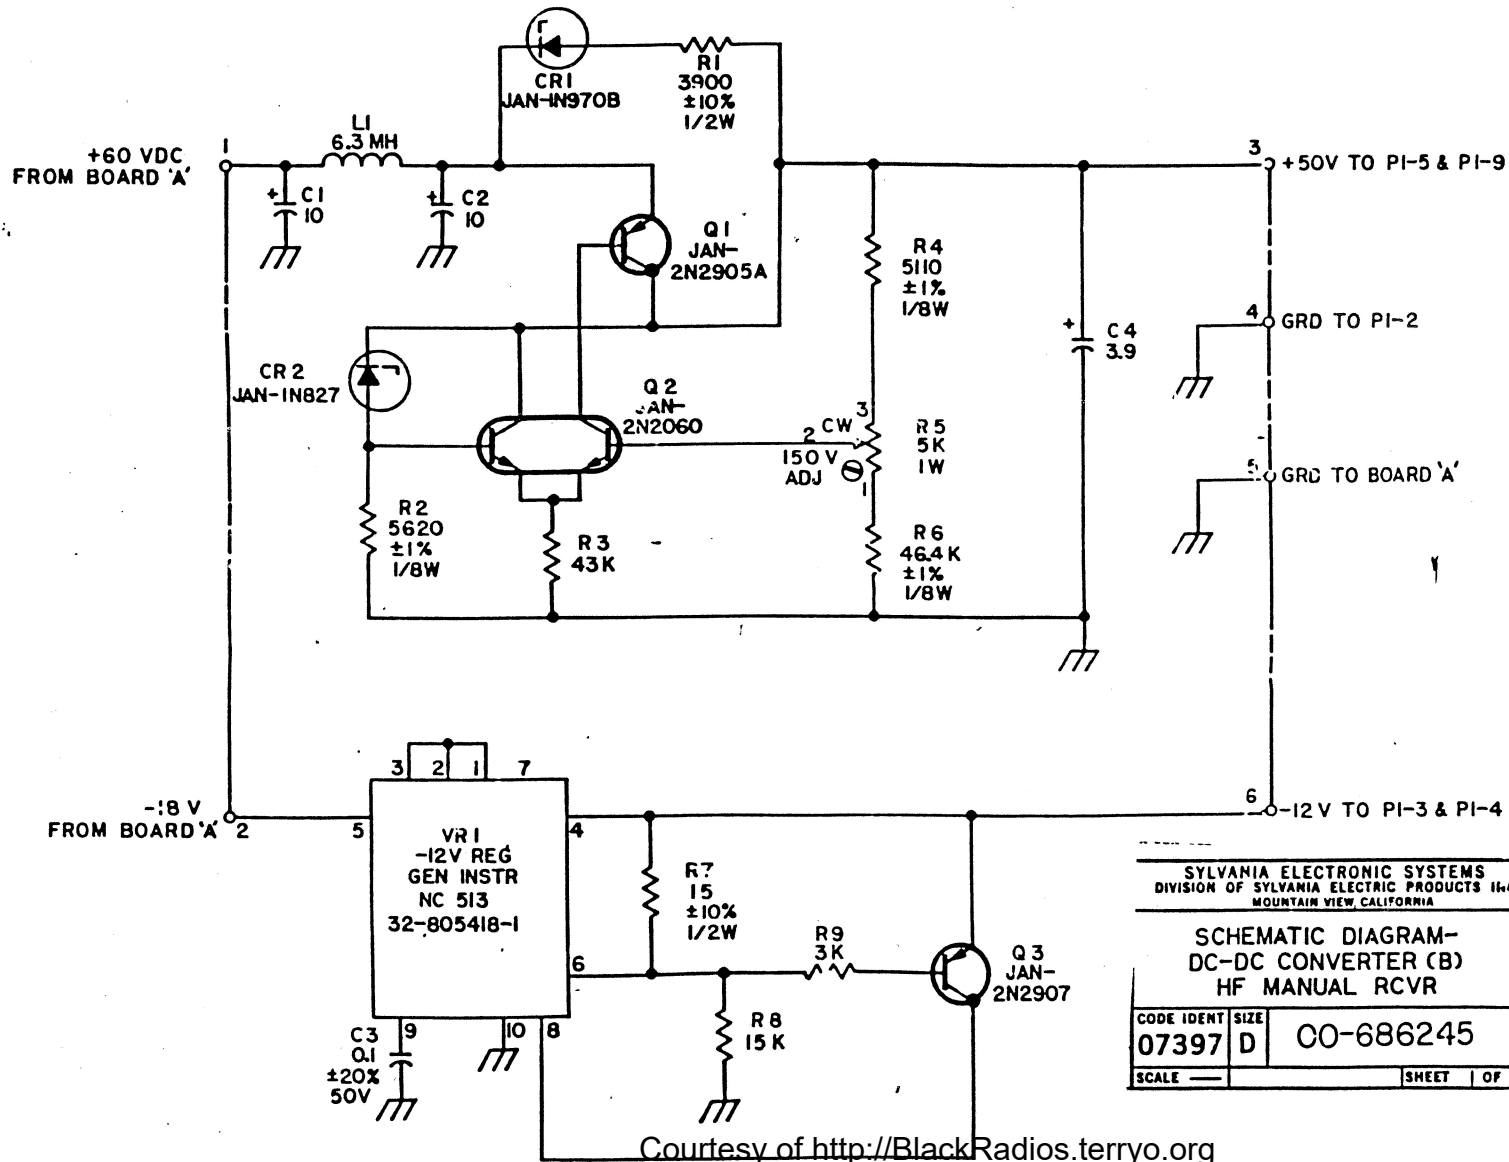 CR1
JAN-IN970B
R1
3900
±10%
1/2W
+60 VDC
FROM BOARD 'A'
1
L1
6.3 MH
+
C1
10
+
C2
10
3
+50V TO P1-5 & P1-9
Q1
JAN-
2N2905A
R4
5110
±1%
1/8W
+
C4
3.9
4
GRD TO P1-2
CR2
JAN-1N827
Q2
JAN-
2N2060
3
CW
2
150V
ADJ
1
R5
5K
1W
5
GRD TO BOARD 'A'
R2
5620
±1%
1/8W
R3
43K
R6
46.4K
±1%
1/8W
-18 V
FROM BOARD 'A'
2
3 2 1 7
5
4
VR1
-12V REG
GEN INSTR
NC 513
32-805418-1
6
9 10 8
C3
0.1
±20%
50V
R7
15
±10%
1/2W
R8
15K
R9
3K
Q3
JAN-
2N2907
6
-12 V TO P1-3 & P1-4
SYLVANIA ELECTRONIC SYSTEMS
DIVISION OF SYLVANIA ELECTRIC PRODUCTS
MOUNTAIN VIEW, CALIFORNIA
SCHEMATIC DIAGRAM-
DC-DC CONVERTER (B)
HF MANUAL RCVR
CODE IDENT
07397
SIZE
D
CO-686245
SCALE —
SHEET 1 OF
Courtesy of http://BlackRadios.terryo.org